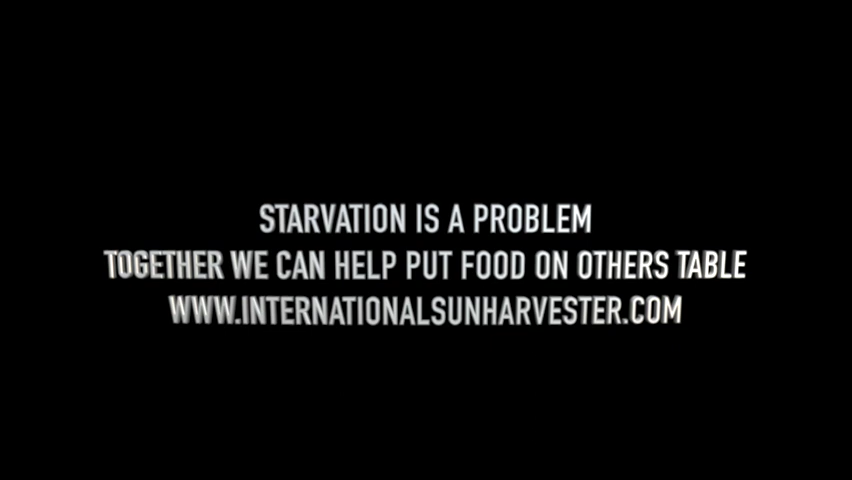 STARVATION IS A PROBLEM
TOGETHER WE CAN HELP PUT FOOD ON OTHERS TABLE
WWW.INTERNATIONALSUNHARVESTER.COM